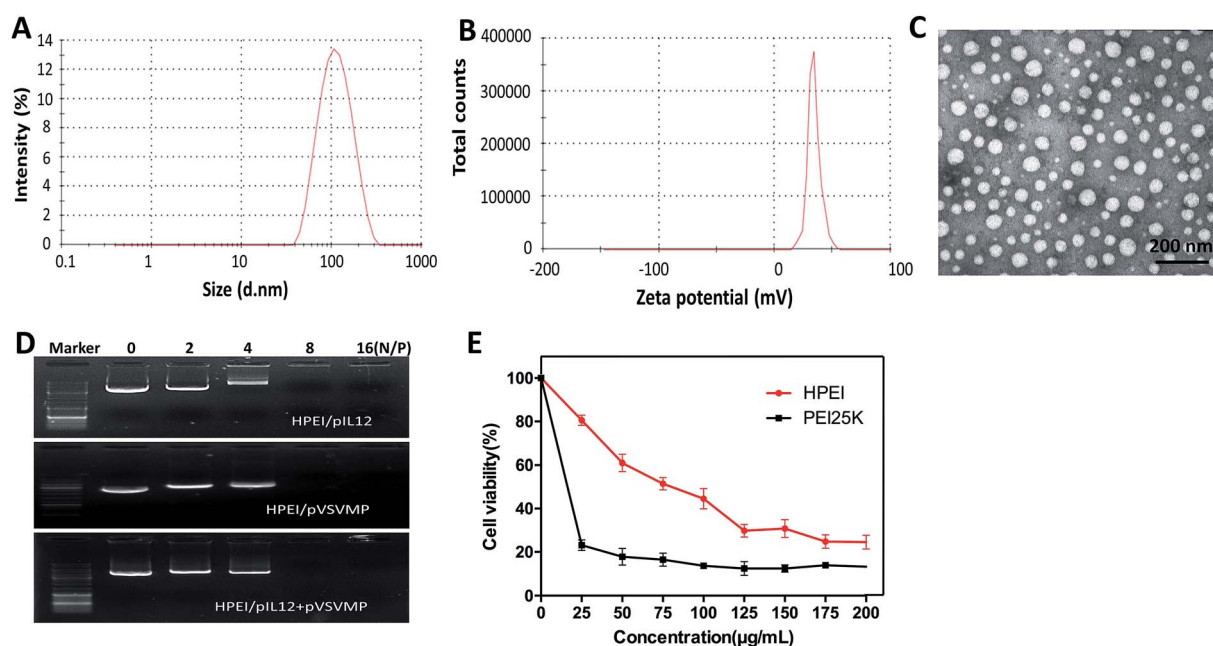 A
Intensity (%)
14
12
10
8
6
4
2
0
0.1 1 10 100 1000
Size (d.nm)
B
Total counts
400000
300000
200000
100000
0
-200 -100 0 100
Zeta potential (mV)
C
200 nm
D
Marker 0 2 4 8 16(N/P)
HPEI/pIL12
HPEI/pVSVMP
HPEI/pIL12+pVSVMP
E
Cell viability(%)
100
80
60
40
20
0
HPEI
PEI25K
0 25 50 75 100 125 150 175 200
Concentration(μg/mL)